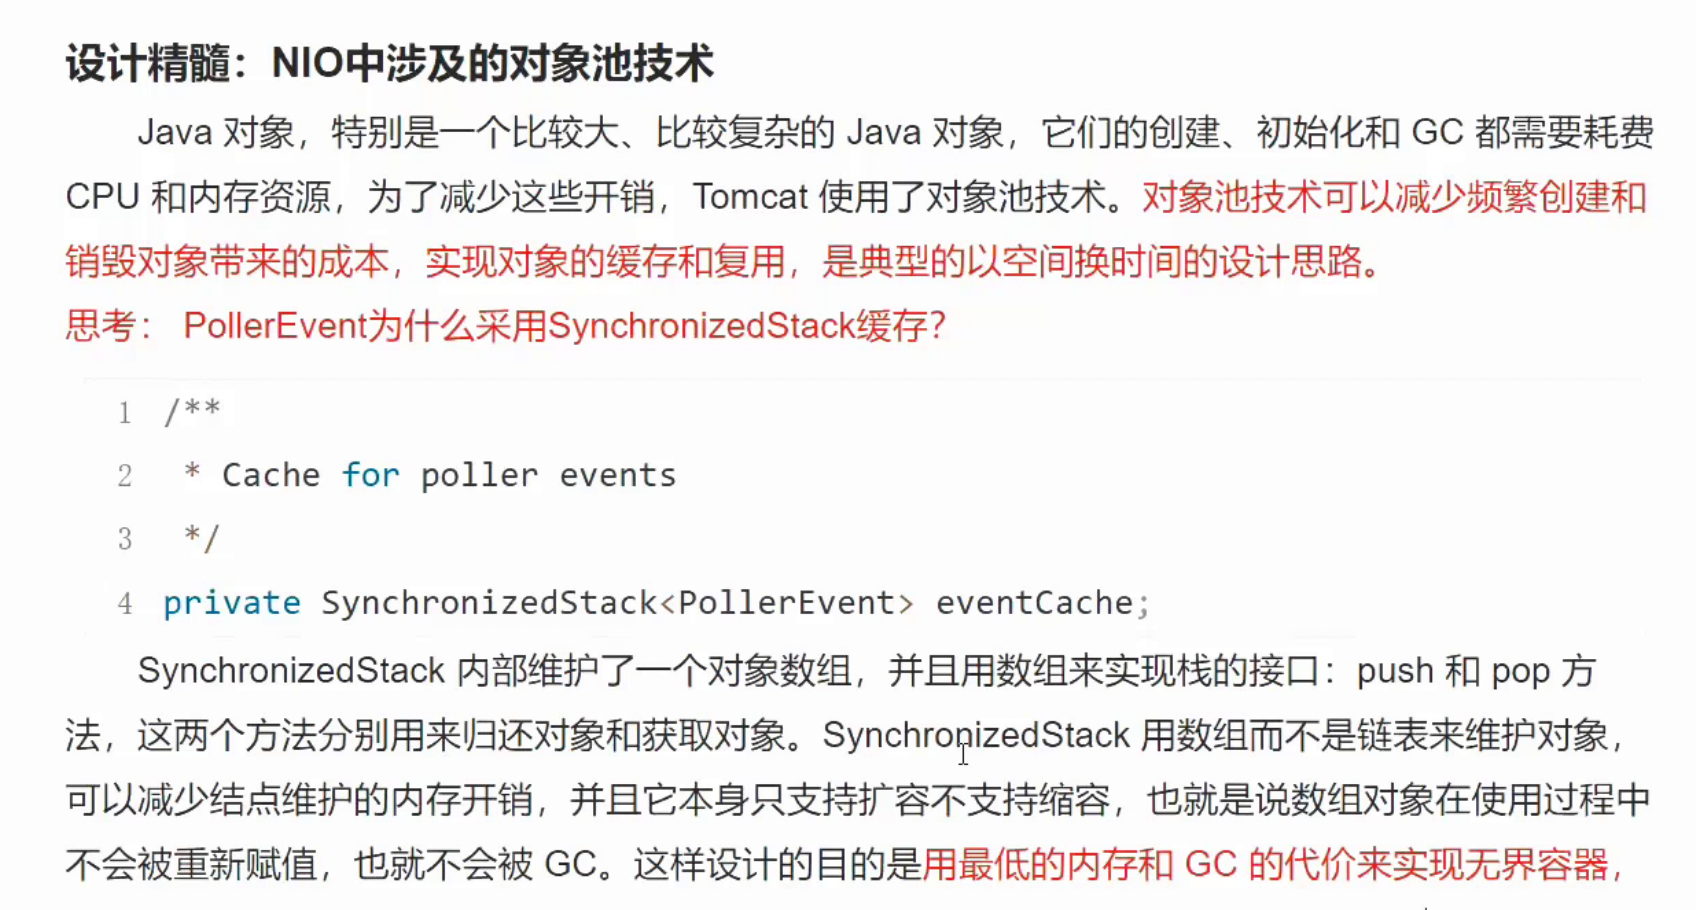 设计精髓：NIO中涉及的对象池技术
Java 对象，特别是一个比较大、比较复杂的 Java 对象，它们的创建、初始化和 GC 都需要耗费
CPU 和内存资源，为了减少这些开销，Tomcat 使用了对象池技术。对象池技术可以减少频繁创建和
销毁对象带来的成本，实现对象的缓存和复用，是典型的以空间换时间的设计思路。
思考： PollerEvent为什么采用SynchronizedStack缓存？
1 /**
2  * Cache for poller events
3  */
4 private SynchronizedStack<PollerEvent> eventCache;
SynchronizedStack 内部维护了一个对象数组，并且用数组来实现栈的接口：push 和 pop 方
法，这两个方法分别用来归还对象和获取对象。SynchronizedStack 用数组而不是链表来维护对象，
可以减少结点维护的内存开销，并且它本身只支持扩容不支持缩容，也就是说数组对象在使用过程中
不会被重新赋值，也就不会被 GC。这样设计的目的是用最低的内存和 GC 的代价来实现无界容器，